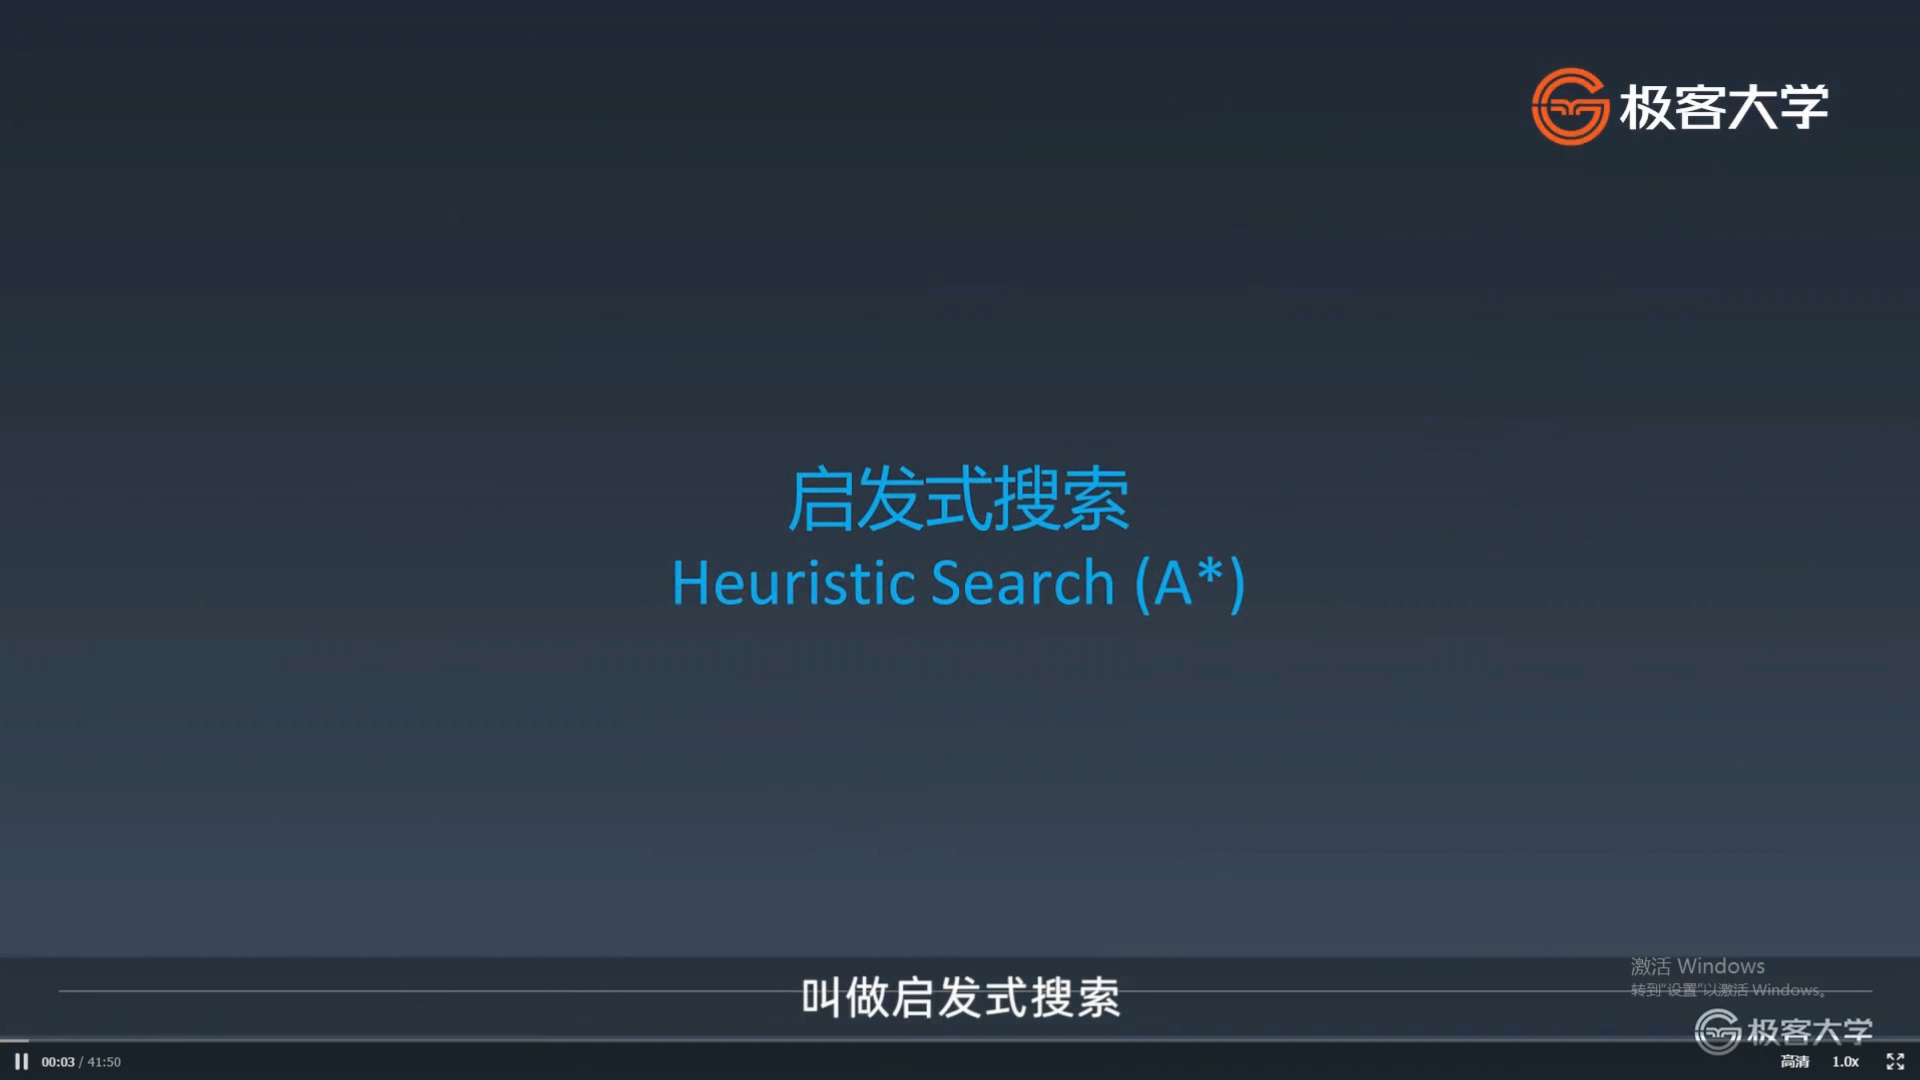 极客大学
启发式搜索
Heuristic Search (A*)
叫做启发式搜索
激活 Windows
转到"设置"以激活 Windows。
极客大学
00:03 / 41:50
高清
1.0x